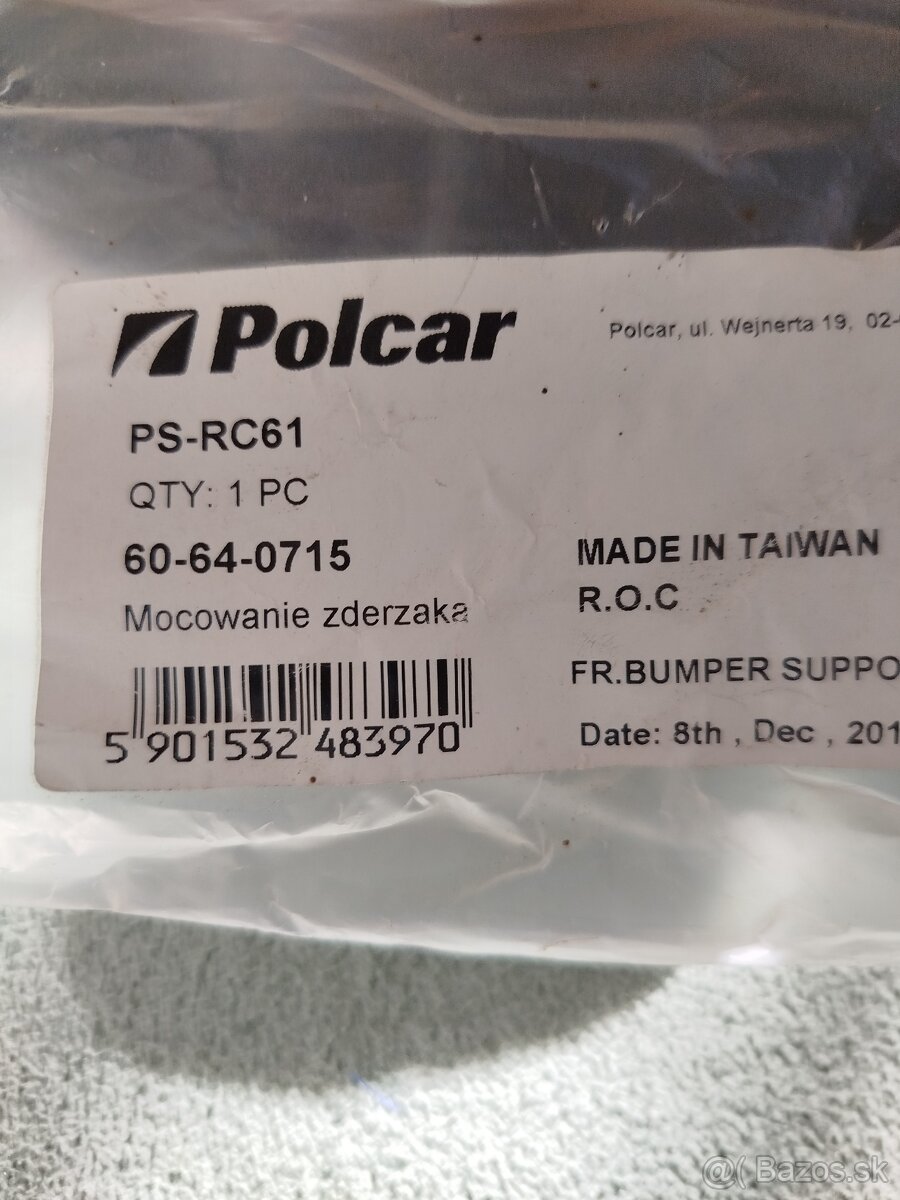 Polcar
Polcar, ul. Wejnerta 19, 02-
PS-RC61
QTY: 1 PC
60-64-0715
MADE IN TAIWAN
Mocowanie zderzaka
R.O.C
FR.BUMPER SUPPO
5 901532 483970
Date: 8th , Dec , 201
@( Bazos.sk